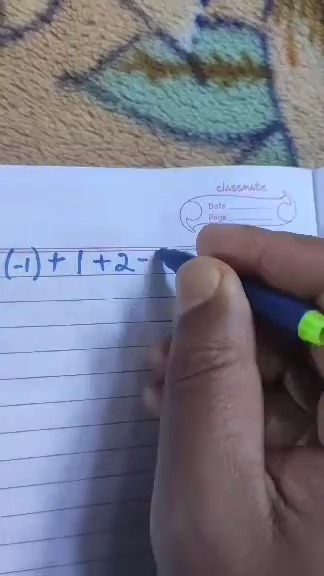 classmate
Date
Page
(-1) + 1 + 2 -